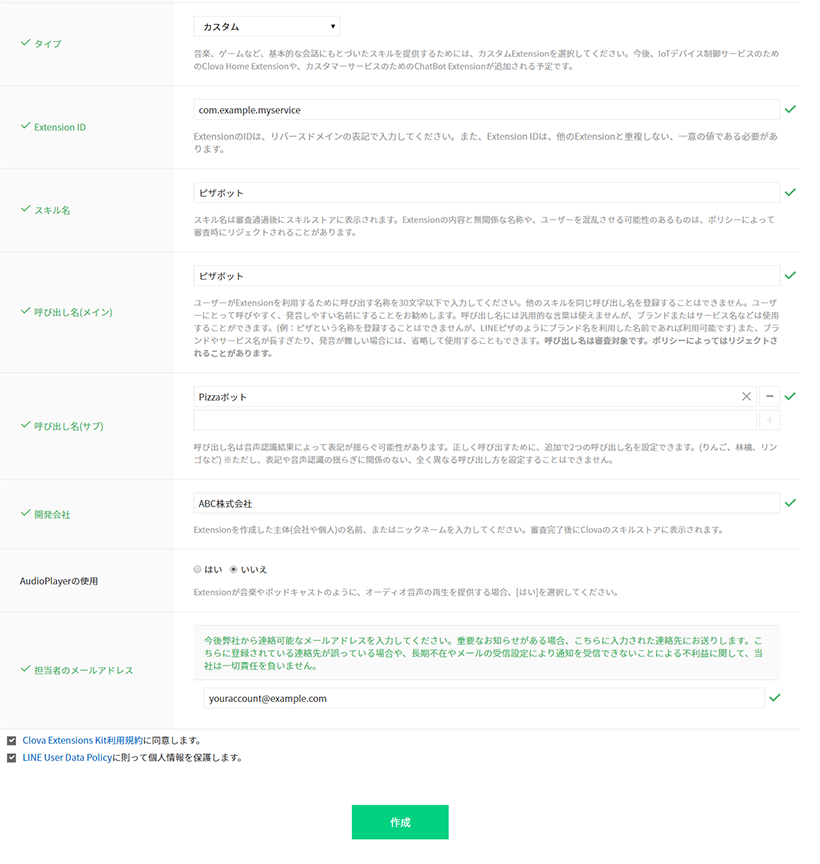 タイプ
カスタム
音楽、ゲームなど、基本的な会話にもとづいたスキルを提供するためには、カスタムExtensionを選択してください。今後、IoTデバイス制御サービスのため
のClova Home Extensionや、カスタマーサービスのためのChatBot Extensionが追加される予定です。
Extension ID
com.example.myservice
ExtensionのIDは、リバースドメインの表記で入力してください。また、Extension IDは、他のExtensionと重複しない、一意の値である必要があ
ります。
スキル名
ピザボット
スキル名は審査通過後にスキルストアに表示されます。Extensionの内容と無関係な名称や、ユーザーを混乱させる可能性のあるものは、ポリシーによって
審査時にリジェクトされることがあります。
呼び出し名(メイン)
ピザボット
ユーザーがExtensionを利用するために呼び出す名称を30文字以下で入力してください。他のスキルを同じ呼び出し名を登録することはできません。ユーザ
ーにとって呼びやすく、発音しやすい名前にすることをお勧めします。呼び出し名には汎用的な言葉は使えませんが、ブランドまたはサービス名などは使用
することができます。(例：ピザという名称を登録することはできませんが、LINEピザのようにブランド名を利用した名前であれば利用可能です) また、ブラ
ンドやサービス名が長すぎたり、発音が難しい場合には、省略して使用することもできます。呼び出し名は審査対象です。ポリシーによってはリジェクトさ
れることがあります。
呼び出し名(サブ)
Pizzaボット
呼び出し名は音声認識結果によって表記が揺らぐ可能性があります。正しく呼び出すために、追加で2つの呼び出し名を設定できます。(りんご、林檎、リン
ゴなど) ※ただし、表記や音声認識の揺らぎに関係のない、全く異なる呼び出し方を設定することはできません。
開発会社
ABC株式会社
Extensionを作成した主体(会社や個人)の名前、またはニックネームを入力してください。審査完了後にClovaのスキルストアに表示されます。
AudioPlayerの使用
はい いいえ
Extensionが音楽やポッドキャストのように、オーディオ音声の再生を提供する場合、[はい]を選択してください。
担当者のメールアドレス
今後弊社から連絡可能なメールアドレスを入力してください。重要なお知らせがある場合、こちらに入力された連絡先にお送りします。こ
ちらに登録されている連絡先が誤っている場合や、長期不在やメールの受信設定により通知を受信できないことによる不利益に関して、当
社は一切責任を負いません。
youraccount@example.com
Clova Extensions Kit利用規約に同意します。
LINE User Data Policyに則って個人情報を保護します。
作成